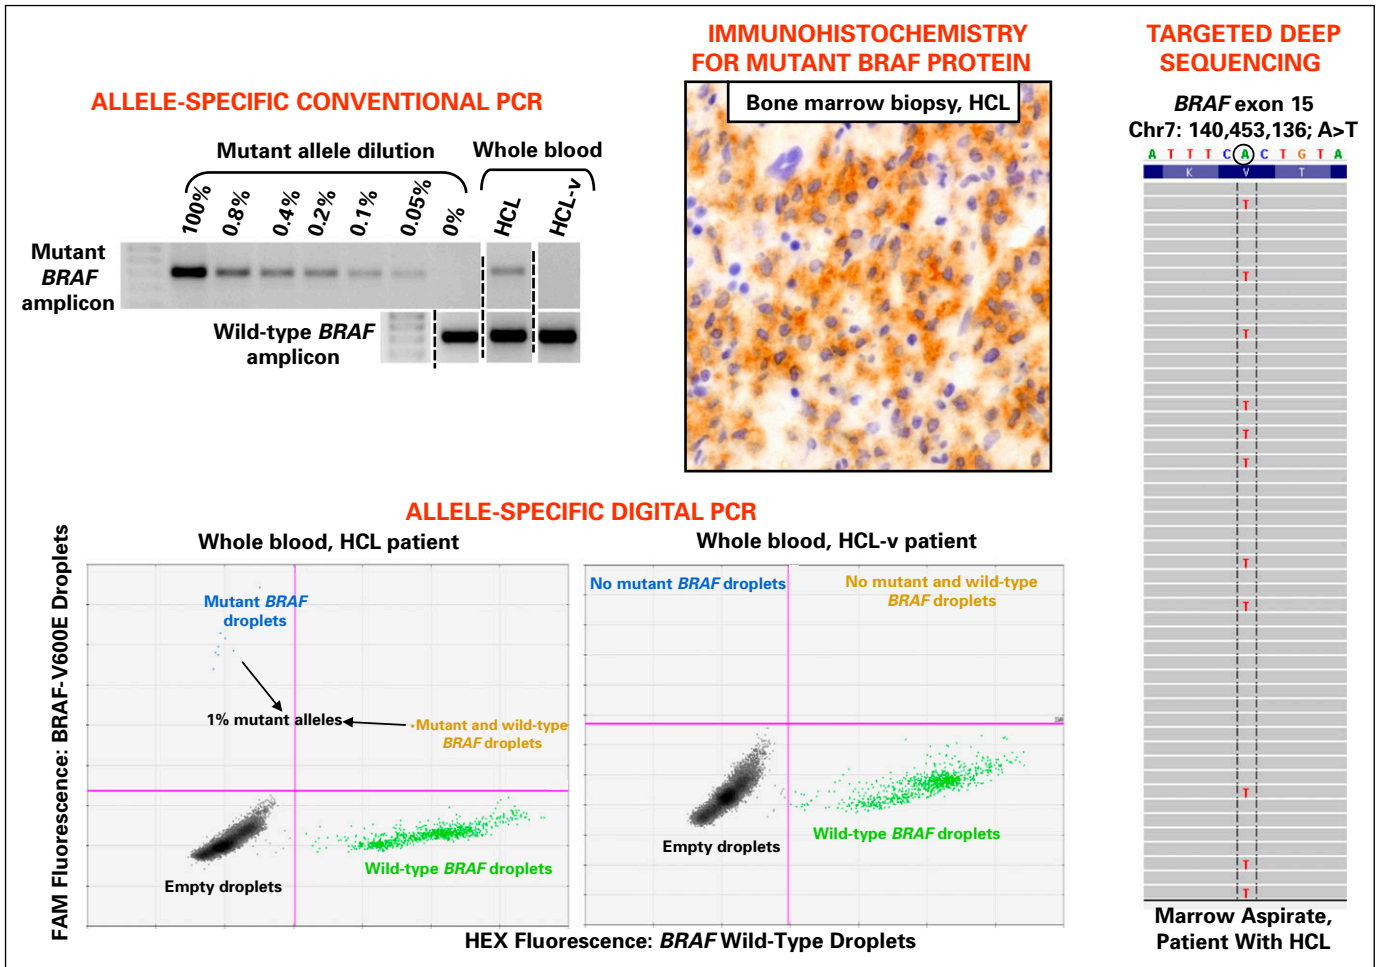 ALLELE-SPECIFIC CONVENTIONAL PCR
Mutant allele dilution
Whole blood
100%
0.8%
0.4%
0.2%
0.1%
0.05%
0%
HCL
HCL-v
Mutant
BRAF
amplicon
Wild-type BRAF
amplicon
IMMUNOHISTOCHEMISTRY
FOR MUTANT BRAF PROTEIN
Bone marrow biopsy, HCL
TARGETED DEEP
SEQUENCING
BRAF exon 15
Chr7: 140,453,136; A>T
A T T T C A C T G T A
K V T
T
T
T
T
T
T
T
T
T
T
T
Marrow Aspirate,
Patient With HCL
ALLELE-SPECIFIC DIGITAL PCR
FAM Fluorescence: BRAF-V600E Droplets
Whole blood, HCL patient
Mutant BRAF
droplets
1% mutant alleles
Mutant and wild-type
BRAF droplets
Empty droplets
Wild-type BRAF droplets
Whole blood, HCL-v patient
No mutant BRAF droplets
No mutant and wild-type
BRAF droplets
Empty droplets
Wild-type BRAF droplets
HEX Fluorescence: BRAF Wild-Type Droplets